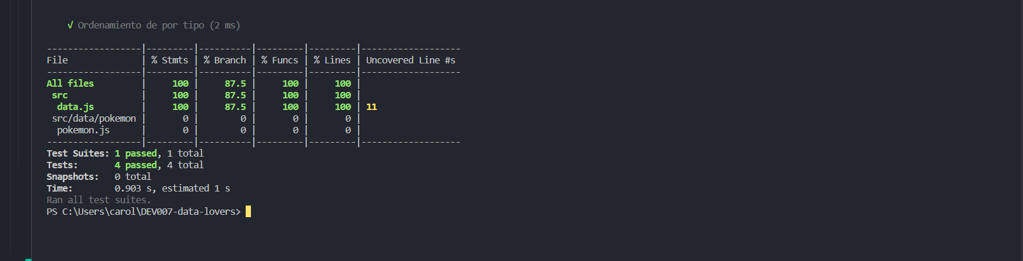 √ Ordenamiento de por tipo (2 ms)
------------------|---------|----------|---------|---------|-------------------
File              | % Stmts | % Branch | % Funcs | % Lines | Uncovered Line #s
------------------|---------|----------|---------|---------|-------------------
All files         |     100 |     87.5 |     100 |     100 |
 src              |     100 |     87.5 |     100 |     100 |
  data.js         |     100 |     87.5 |     100 |     100 | 11
 src/data/pokemon |       0 |        0 |       0 |       0 |
  pokemon.js      |       0 |        0 |       0 |       0 |
------------------|---------|----------|---------|---------|-------------------
Test Suites: 1 passed, 1 total
Tests:       4 passed, 4 total
Snapshots:   0 total
Time:        0.903 s, estimated 1 s
Ran all test suites.
PS C:\Users\carol\DEV007-data-lovers>